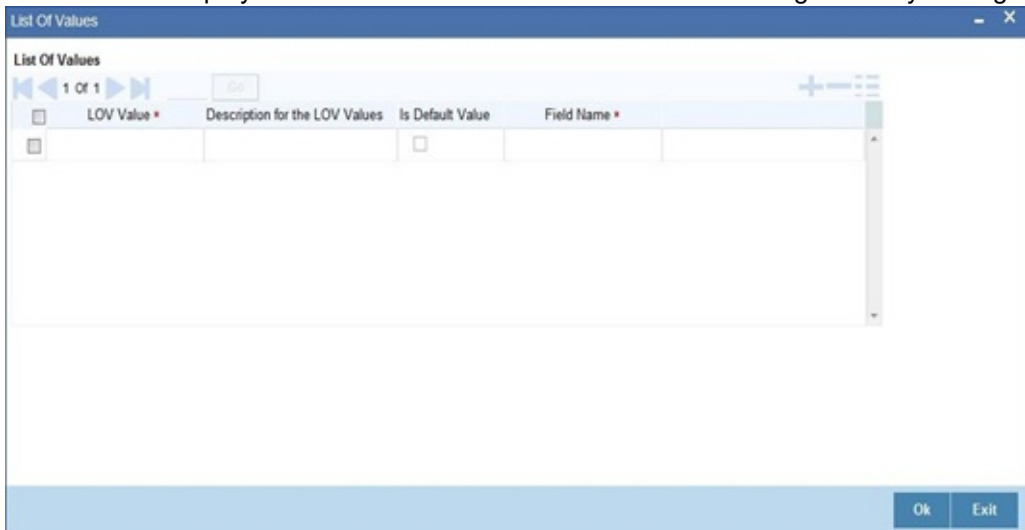 List Of Values
List Of Values
1 Of 1 Go
LOV Value * Description for the LOV Values Is Default Value Field Name *
Ok Exit